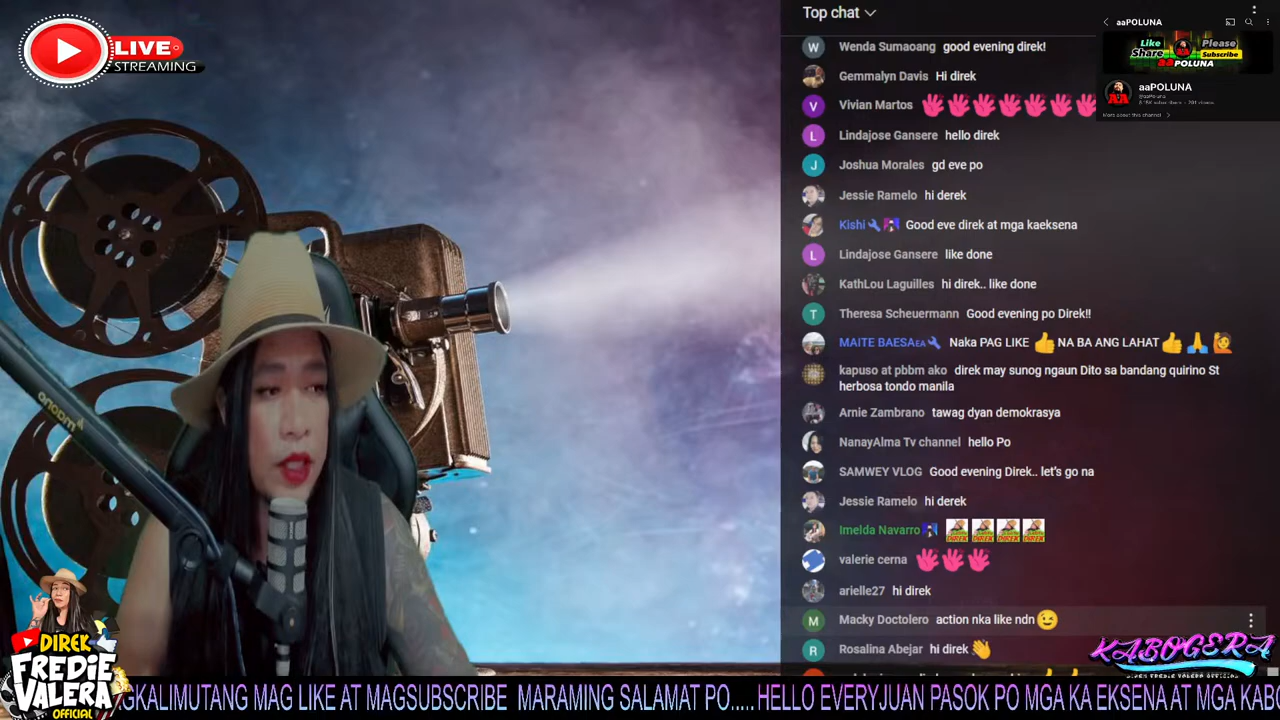 LIVE
STREAMING
Top chat
Wenda Sumaoang good evening direk!
Gemmalyn Davis Hi direk
Vivian Martos
Lindajose Gansere hello direk
Joshua Morales gd eve po
Jessie Ramelo hi derek
Kishi Good eve direk at mga kaeksena
Lindajose Gansere like done
KathLou Laguilles hi direk.. like done
Theresa Scheuermann Good evening po Direk!!
MAITE BAESAEA Naka PAG LIKE NA BA ANG LAHAT
kapuso at pbbm ako direk may sunog ngaun Dito sa bandang quirino St
herbosa tondo manila
Arnie Zambrano tawag dyan demokrasya
NanayAlma Tv channel hello Po
SAMWEY VLOG Good evening Direk.. let's go na
Jessie Ramelo hi derek
Imelda Navarro
valerie cerna
arielle27 hi direk
Macky Doctolero action nka like ndn
Rosalina Abejar hi direk
aaPOLUNA
Like
Share
Please
Subscribe
aaPOLUNA
aaPOLUNA
More about this channel
maono
DIREK
FREDIE
VALERA
OFFICIAL
KABOGERA
GKALIMUTANG MAG LIKE AT MAGSUBSCRIBE MARAMING SALAMAT PO..... HELLO EVERYJUAN PASOK PO MGA KA EKSENA AT MGA KABO